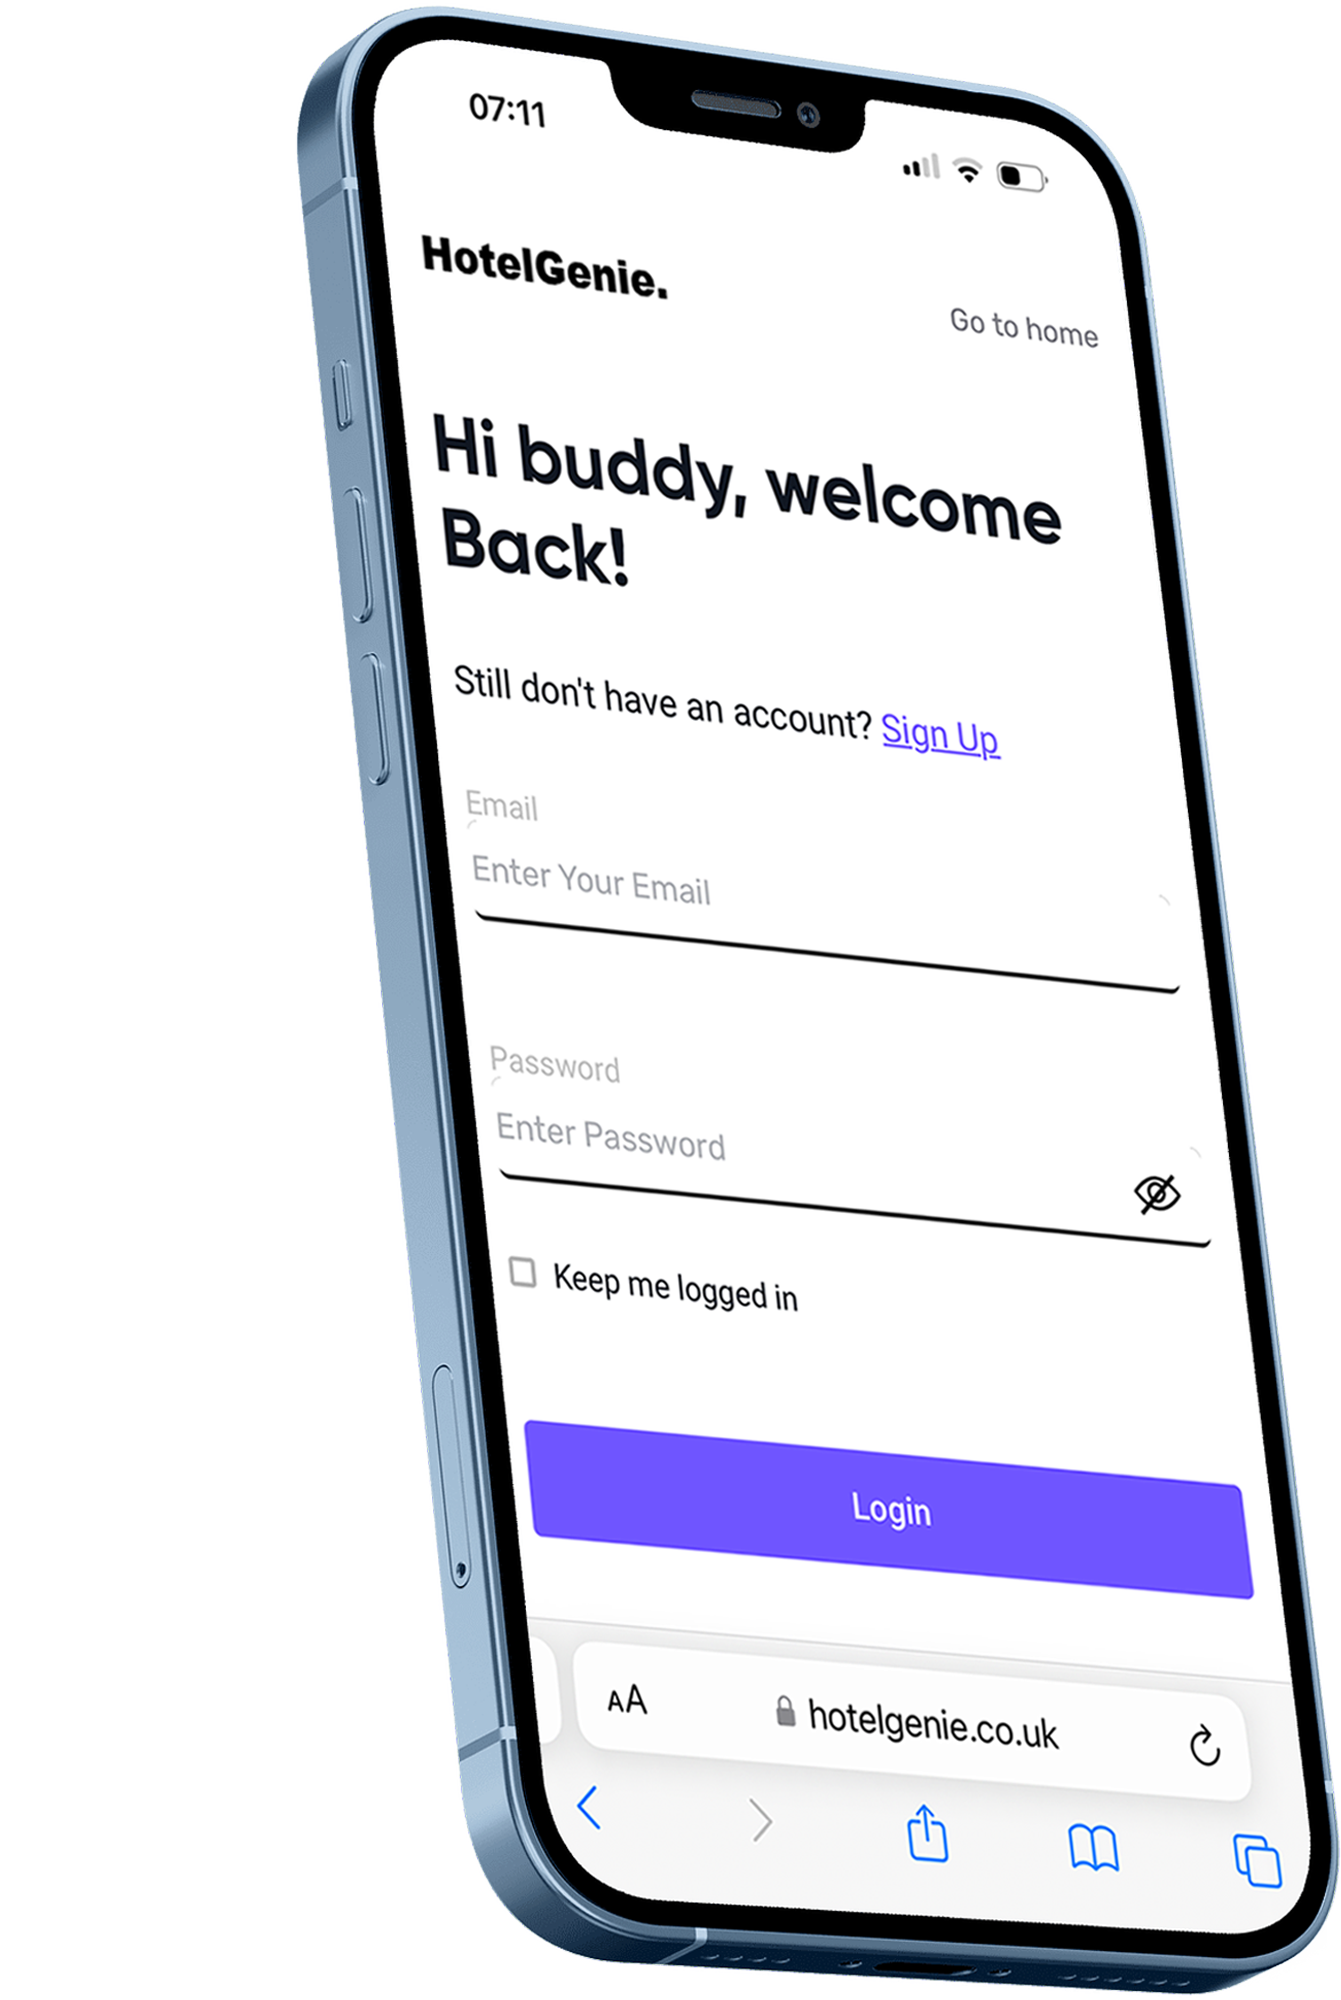 07:11
HotelGenie.
Go to home
Hi buddy, welcome
Back!
Still don't have an account? Sign Up
Email
Enter Your Email
Password
Enter Password
Keep me logged in
Login
AA hotelgenie.co.uk